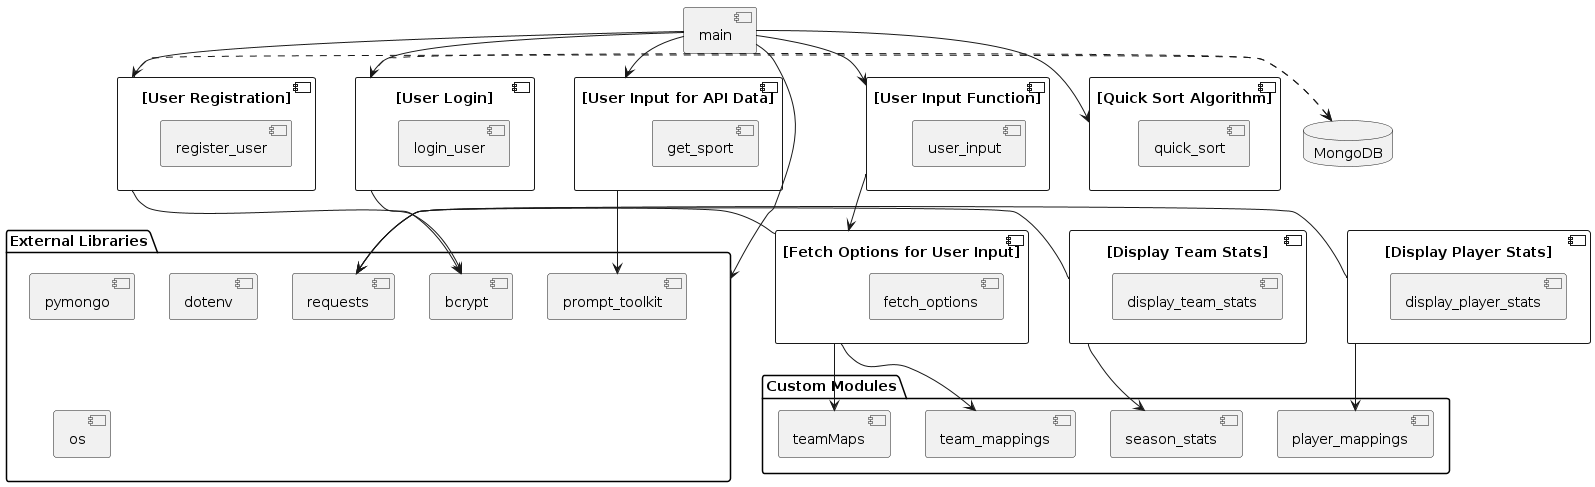 main
[User Registration]
[User Login]
[User Input for API Data]
[User Input Function]
[Quick Sort Algorithm]
register_user
login_user
get_sport
user_input
quick_sort
MongoDB
External Libraries
[Fetch Options for User Input]
[Display Team Stats]
[Display Player Stats]
pymongo
dotenv
requests
bcrypt
prompt_toolkit
fetch_options
display_team_stats
display_player_stats
Custom Modules
os
teamMaps
team_mappings
season_stats
player_mappings